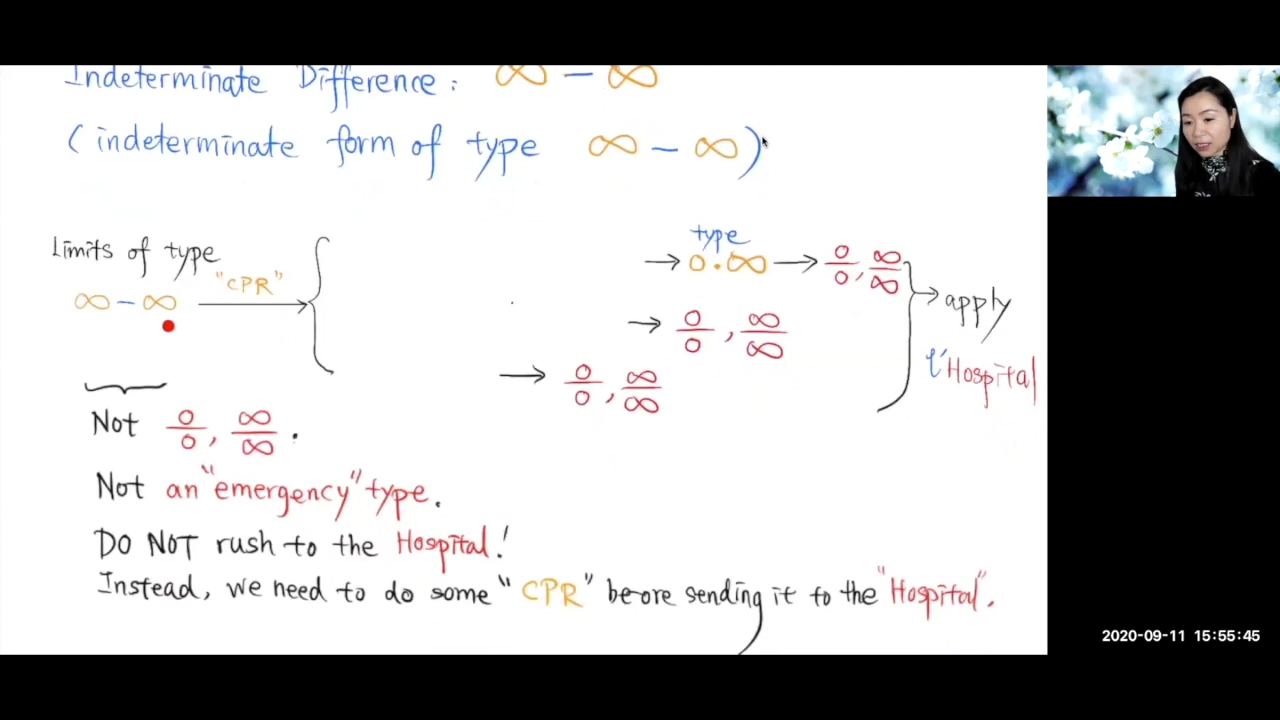 Indeterminate Difference: ∞ − ∞
(indeterminate form of type ∞ − ∞)
Limits of type
∞ − ∞ "CPR" → {
type
→ 0·∞ → 0/0, ∞/∞
→ 0/0, ∞/∞
→ 0/0, ∞/∞
} → apply
l'Hospital
Not 0/0, ∞/∞.
Not an "emergency" type.
DO NOT rush to the Hospital!
Instead, we need to do some "CPR" beore sending it to the "Hospital".
2020-09-11 15:55:45